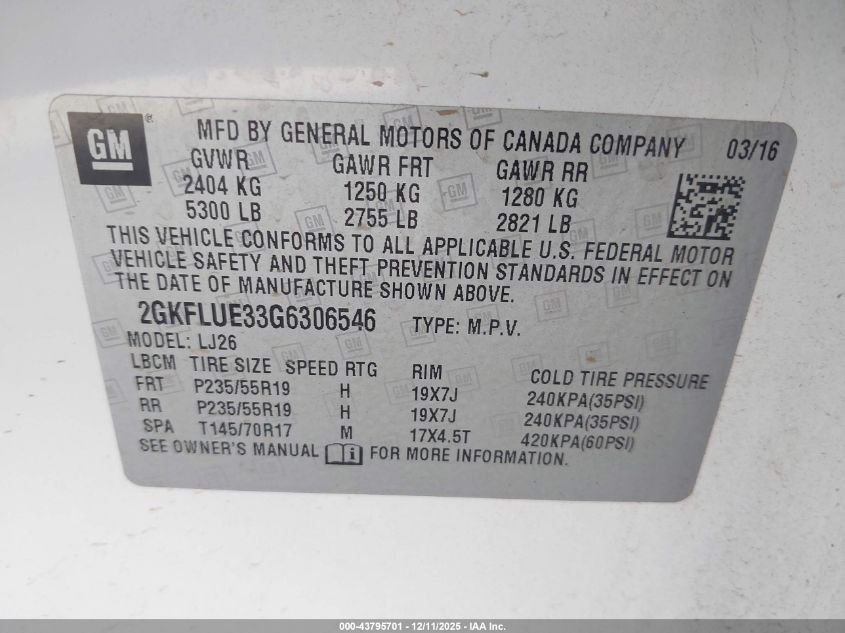 GM ® MFD BY GENERAL MOTORS OF CANADA COMPANY 03/16
GVWR GAWR FRT GAWR RR
2404 KG 1250 KG 1280 KG
5300 LB 2755 LB 2821 LB
THIS VEHICLE CONFORMS TO ALL APPLICABLE U.S. FEDERAL MOTOR
VEHICLE SAFETY AND THEFT PREVENTION STANDARDS IN EFFECT ON
THE DATE OF MANUFACTURE SHOWN ABOVE.
2GKFLUE33G6306546 TYPE: M.P.V.
MODEL: LJ26
LBCM TIRE SIZE SPEED RTG RIM COLD TIRE PRESSURE
FRT P235/55R19 H 19X7J 240KPA(35PSI)
RR P235/55R19 H 19X7J 240KPA(35PSI)
SPA T145/70R17 M 17X4.5T 420KPA(60PSI)
SEE OWNER'S MANUAL i FOR MORE INFORMATION.
000-43795701 - 12/11/2025 - IAA Inc.